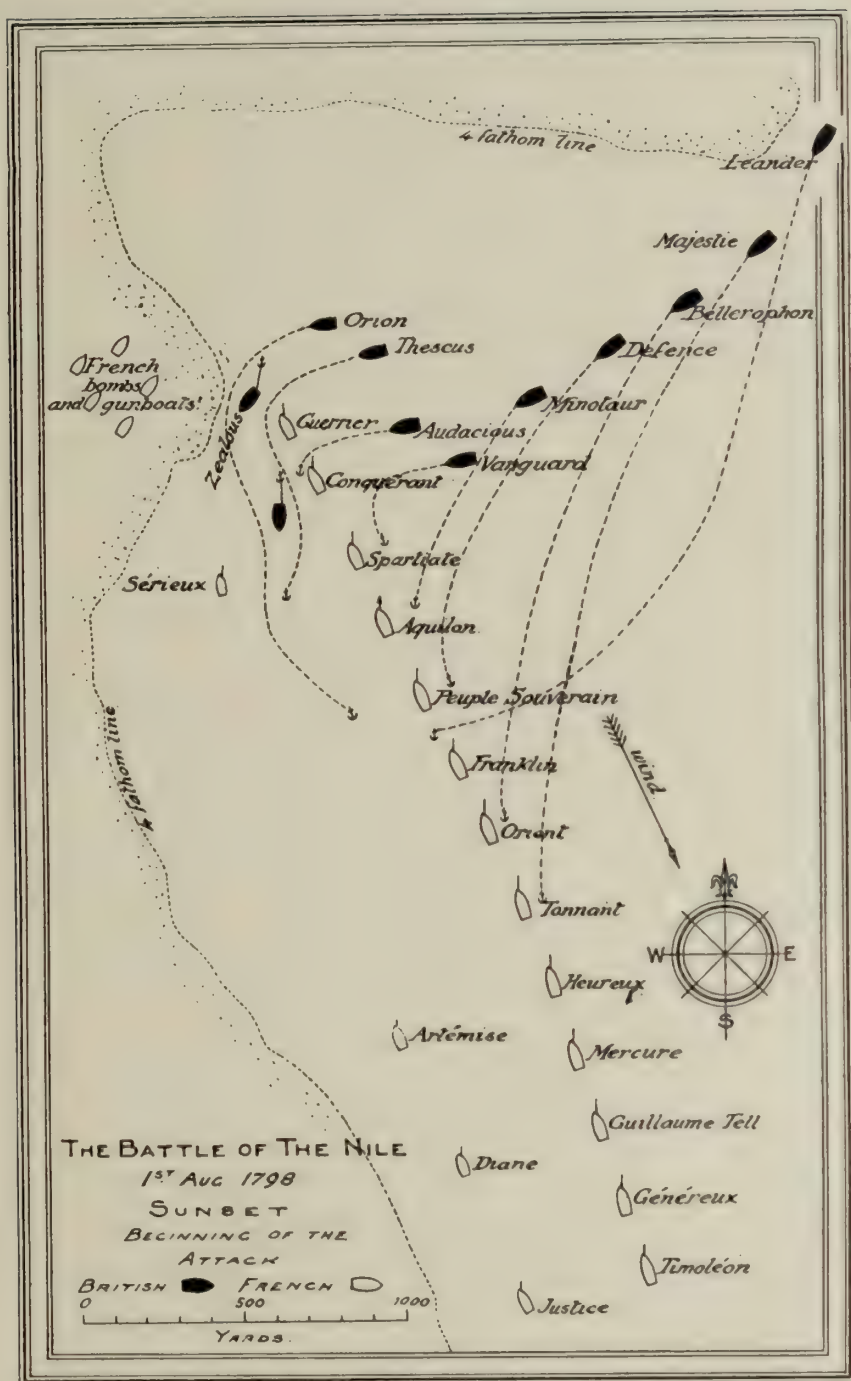 4 fathom line
Leander
Majestic
Bellerophon
Orion
Theseus
Defence
French
bombs
and gunboats!
Zealous
Guerrier
Audacious
Minotaur
Conquérant
Vanguard
Spartiate
Sérieux
Aquilon
Peuple Souverain
4 fathom line
wind
Franklin
Orient
Tonnant
W E
S
Heureux
Artémise
Mercure
Guillaume Tell
Diane
Généreux
Timoléon
Justice
THE BATTLE OF THE NILE
1ST AUG 1798
SUNSET
BEGINNING OF THE
ATTACK
BRITISH FRENCH
0 500 1000
YARDS.